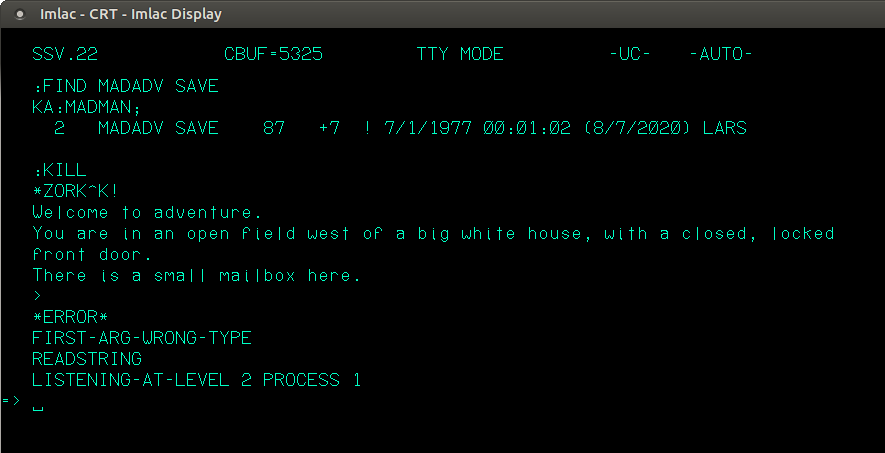 Imlac - CRT - Imlac Display
SSV.22 CBUF=5325 TTY MODE -UC- -AUTO-
:FIND MADADV SAVE
KA:MADMAN;
2 MADADV SAVE 87 +7 ! 7/1/1977 00:01:02 (8/7/2020) LARS
:KILL
*ZORK^K!
Welcome to adventure.
You are in an open field west of a big white house, with a closed, locked
front door.
There is a small mailbox here.
>
*ERROR*
FIRST-ARG-WRONG-TYPE
READSTRING
LISTENING-AT-LEVEL 2 PROCESS 1
=>